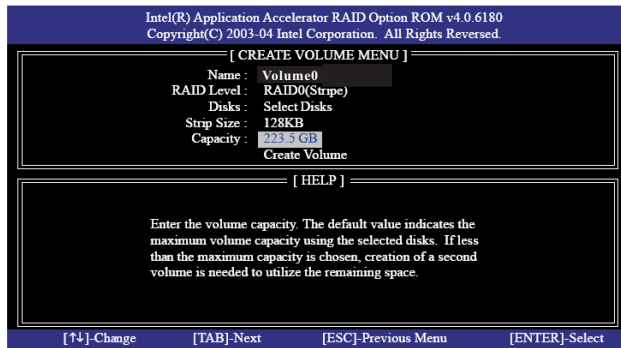 Intel(R) Application Accelerator RAID Option ROM v4.0.6180
Copyright(C) 2003-04 Intel Corporation. All Rights Reversed.
[ CREATE VOLUME MENU ]
Name : Volume0
RAID Level : RAID0(Stripe)
Disks : Select Disks
Strip Size : 128KB
Capacity : 223.5 GB
Create Volume
[ HELP ]
Enter the volume capacity. The default value indicates the
maximum volume capacity using the selected disks. If less
than the maximum capacity is chosen, creation of a second
volume is needed to utilize the remaining space.
[↑↓]-Change [TAB]-Next [ESC]-Previous Menu [ENTER]-Select